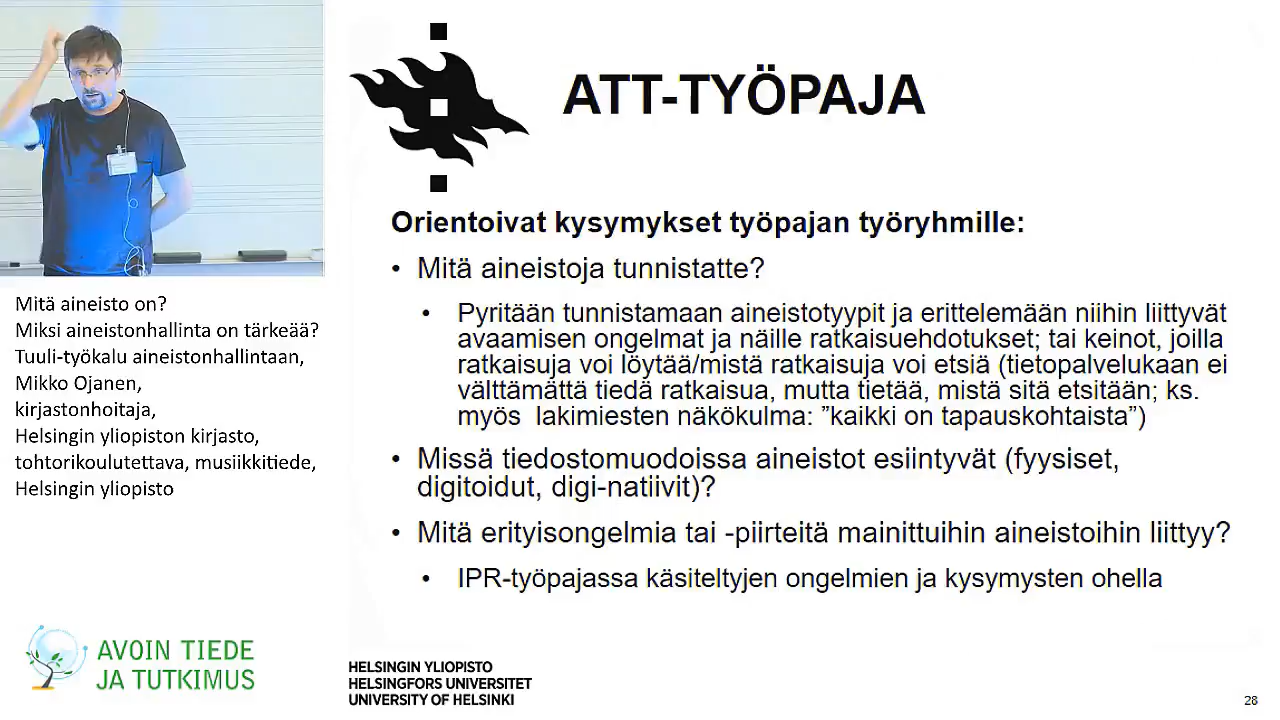 ATT-TYÖPAJA
Orientoivat kysymykset työpajan työryhmille:
• Mitä aineistoja tunnistatte?
• Pyritään tunnistamaan aineistotyypit ja erittelemään niihin liittyvät
avaamisen ongelmat ja näille ratkaisuehdotukset; tai keinot, joilla
ratkaisuja voi löytää/mistä ratkaisuja voi etsiä (tietopalvelukaan ei
välttämättä tiedä ratkaisua, mutta tietää, mistä sitä etsitään; ks.
myös lakimiesten näkökulma: ”kaikki on tapauskohtaista”)
• Missä tiedostomuodoissa aineistot esiintyvät (fyysiset,
digitoidut, digi-natiivit)?
• Mitä erityisongelmia tai -piirteitä mainittuihin aineistoihin liittyy?
• IPR-työpajassa käsiteltyjen ongelmien ja kysymysten ohella
Mitä aineisto on?
Miksi aineistonhallinta on tärkeää?
Tuuli-työkalu aineistonhallintaan,
Mikko Ojanen,
kirjastonhoitaja,
Helsingin yliopiston kirjasto,
tohtorikoulutettava, musiikkitiede,
Helsingin yliopisto
AVOIN TIEDE
JA TUTKIMUS
HELSINGIN YLIOPISTO
HELSINGFORS UNIVERSITET
UNIVERSITY OF HELSINKI
28